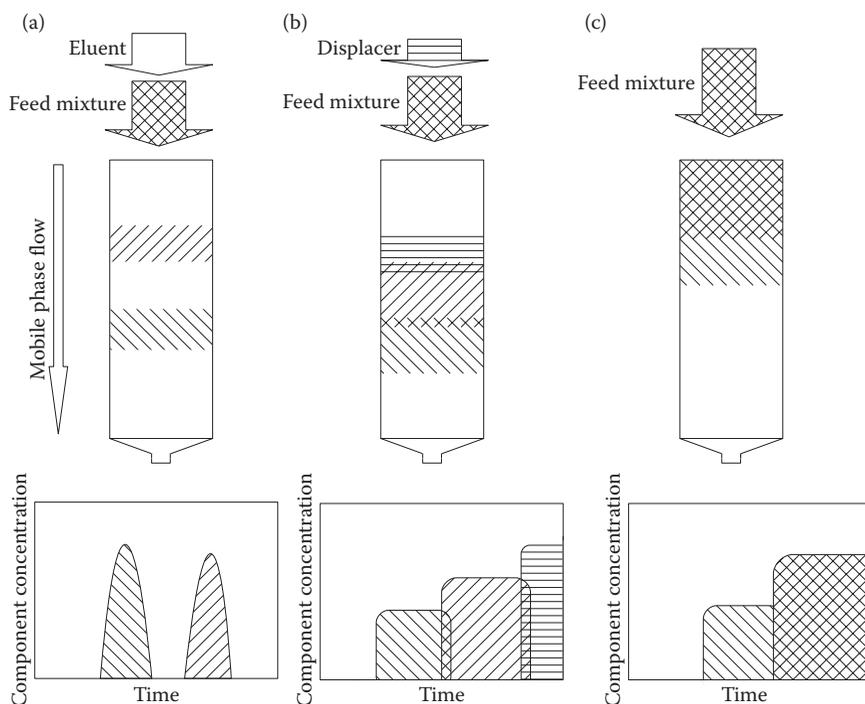 (a)
Eluent
Feed mixture
Mobile phase flow
Component concentration
Time
(b)
Displacer
Feed mixture
Component concentration
Time
(c)
Feed mixture
Component concentration
Time